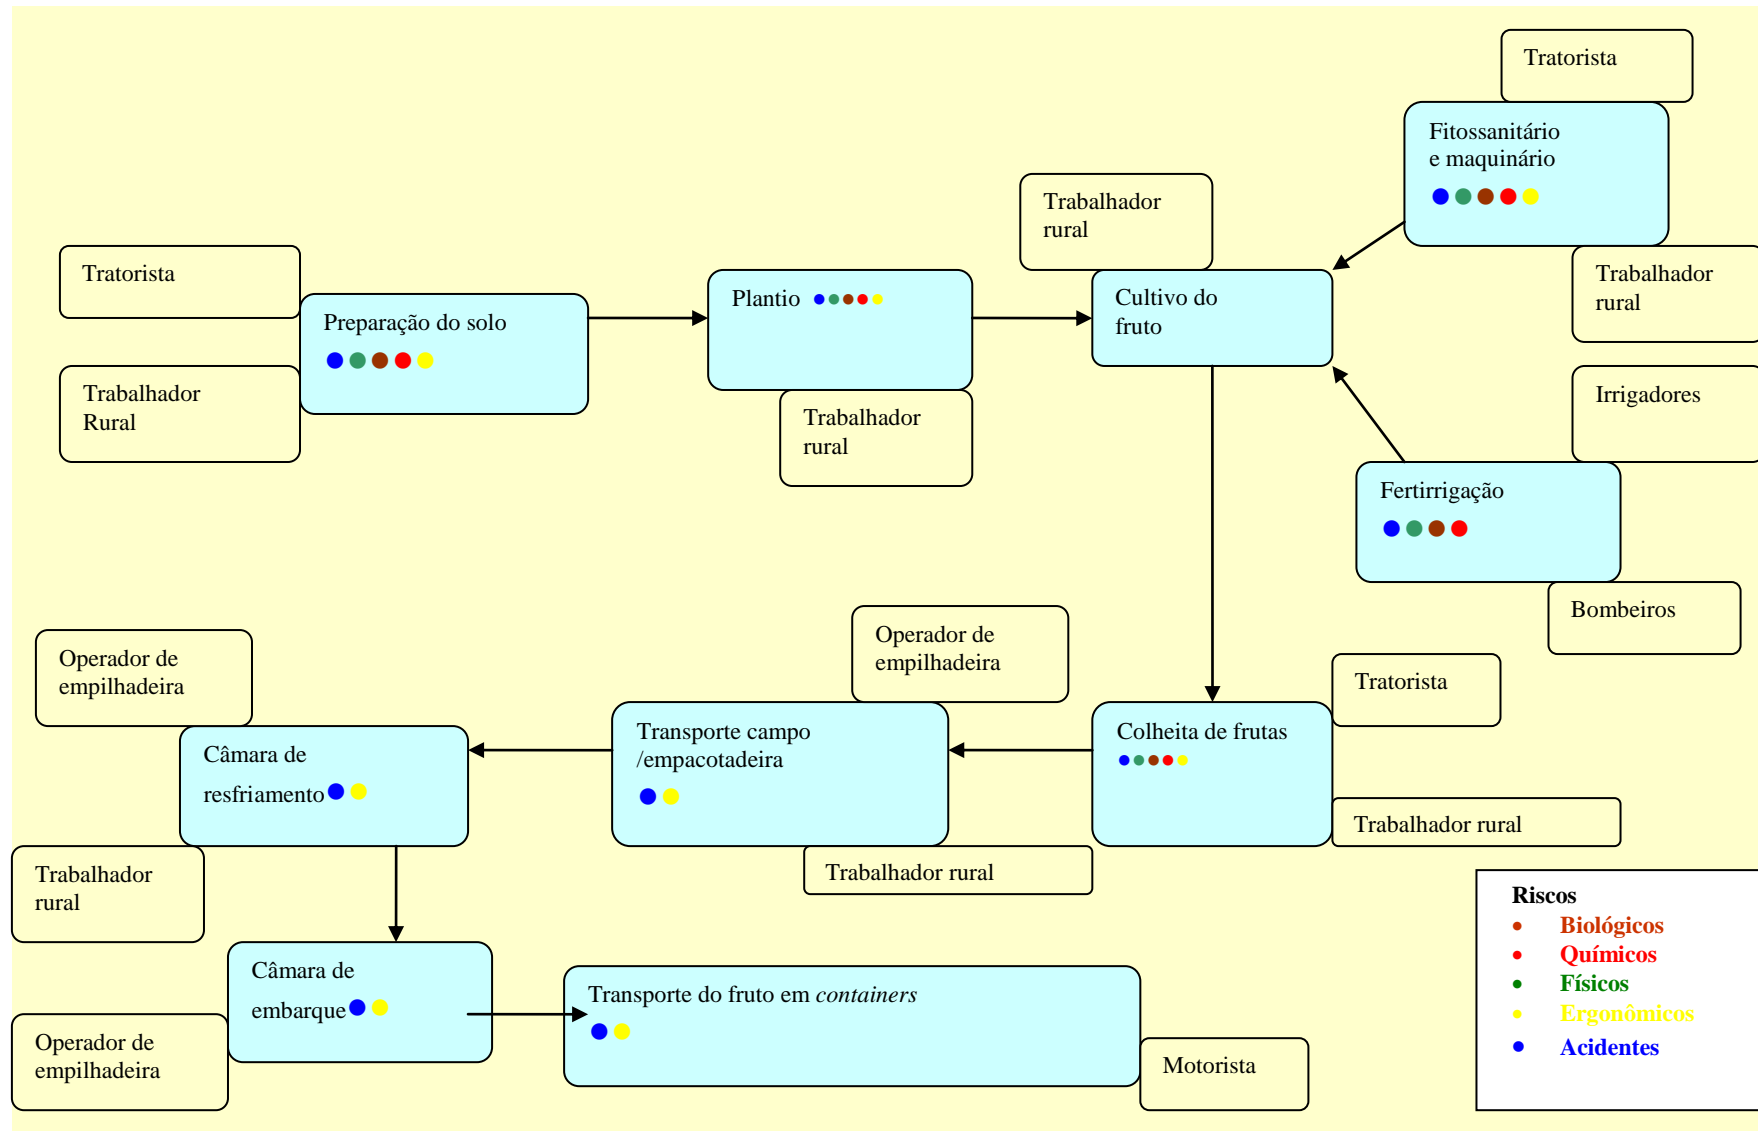 Tratorista
Fitossanitário
e maquinário
Trabalhador
rural
Trabalhador
rural
Tratorista
Preparação do solo
Trabalhador
Rural
Plantio
Trabalhador
rural
Cultivo do
fruto
Irrigadores
Fertirrigação
Bombeiros
Operador de
empilhadeira
Operador de
empilhadeira
Tratorista
Câmara de
resfriamento
Transporte campo
/empacotadeira
Colheita de frutas
Trabalhador rural
Trabalhador
rural
Trabalhador rural
Riscos
Biológicos
Químicos
Físicos
Ergonômicos
Acidentes
Câmara de
embarque
Transporte do fruto em containers
Operador de
empilhadeira
Motorista